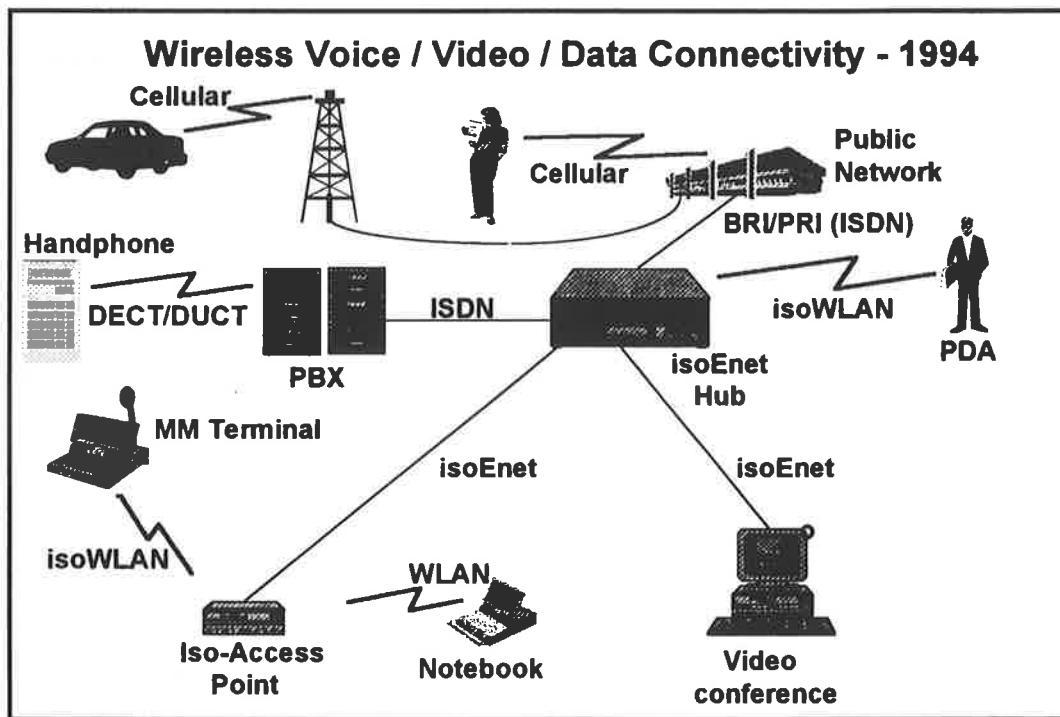 Wireless Voice / Video / Data Connectivity - 1994
Cellular
Cellular
Public
Network
BRI/PRI (ISDN)
Handphone
DECT/DUCT
PBX
ISDN
isoEnet
Hub
isoWLAN
PDA
MM Terminal
isoEnet
isoEnet
isoWLAN
WLAN
Iso-Access
Point
Notebook
Video
conference